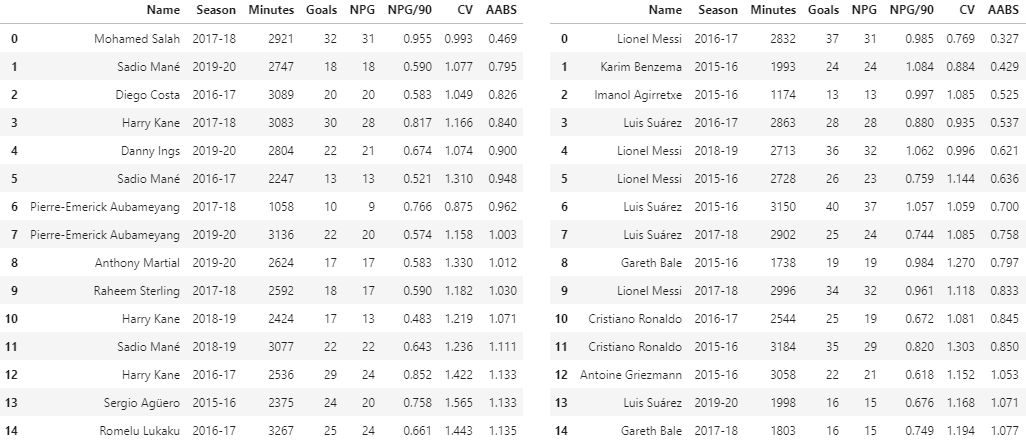 Name Season Minutes Goals NPG NPG/90 CV AABS
0 Mohamed Salah 2017-18 2921 32 31 0.955 0.993 0.469
1 Sadio Mané 2019-20 2747 18 18 0.590 1.077 0.795
2 Diego Costa 2016-17 3089 20 20 0.583 1.049 0.826
3 Harry Kane 2017-18 3083 30 28 0.817 1.166 0.840
4 Danny Ings 2019-20 2804 22 21 0.674 1.074 0.900
5 Sadio Mané 2016-17 2247 13 13 0.521 1.310 0.948
6 Pierre-Emerick Aubameyang 2017-18 1058 10 9 0.766 0.875 0.962
7 Pierre-Emerick Aubameyang 2019-20 3136 22 20 0.574 1.158 1.003
8 Anthony Martial 2019-20 2624 17 17 0.583 1.330 1.012
9 Raheem Sterling 2017-18 2592 18 17 0.590 1.182 1.030
10 Harry Kane 2018-19 2424 17 13 0.483 1.219 1.071
11 Sadio Mané 2018-19 3077 22 22 0.643 1.236 1.111
12 Harry Kane 2016-17 2536 29 24 0.852 1.422 1.133
13 Sergio Agüero 2015-16 2375 24 20 0.758 1.565 1.133
14 Romelu Lukaku 2016-17 3267 25 24 0.661 1.443 1.135
Name Season Minutes Goals NPG NPG/90 CV AABS
0 Lionel Messi 2016-17 2832 37 31 0.985 0.769 0.327
1 Karim Benzema 2015-16 1993 24 24 1.084 0.884 0.429
2 Imanol Agirretxe 2015-16 1174 13 13 0.997 1.085 0.525
3 Luis Suárez 2016-17 2863 28 28 0.880 0.935 0.537
4 Lionel Messi 2018-19 2713 36 32 1.062 0.996 0.621
5 Lionel Messi 2015-16 2728 26 23 0.759 1.144 0.636
6 Luis Suárez 2015-16 3150 40 37 1.057 1.059 0.700
7 Luis Suárez 2017-18 2902 25 24 0.744 1.085 0.758
8 Gareth Bale 2015-16 1738 19 19 0.984 1.270 0.797
9 Lionel Messi 2017-18 2996 34 32 0.961 1.118 0.833
10 Cristiano Ronaldo 2016-17 2544 25 19 0.672 1.081 0.845
11 Cristiano Ronaldo 2015-16 3184 35 29 0.820 1.303 0.850
12 Antoine Griezmann 2015-16 3058 22 21 0.618 1.152 1.053
13 Luis Suárez 2019-20 1998 16 15 0.676 1.168 1.071
14 Gareth Bale 2017-18 1803 16 15 0.749 1.194 1.077